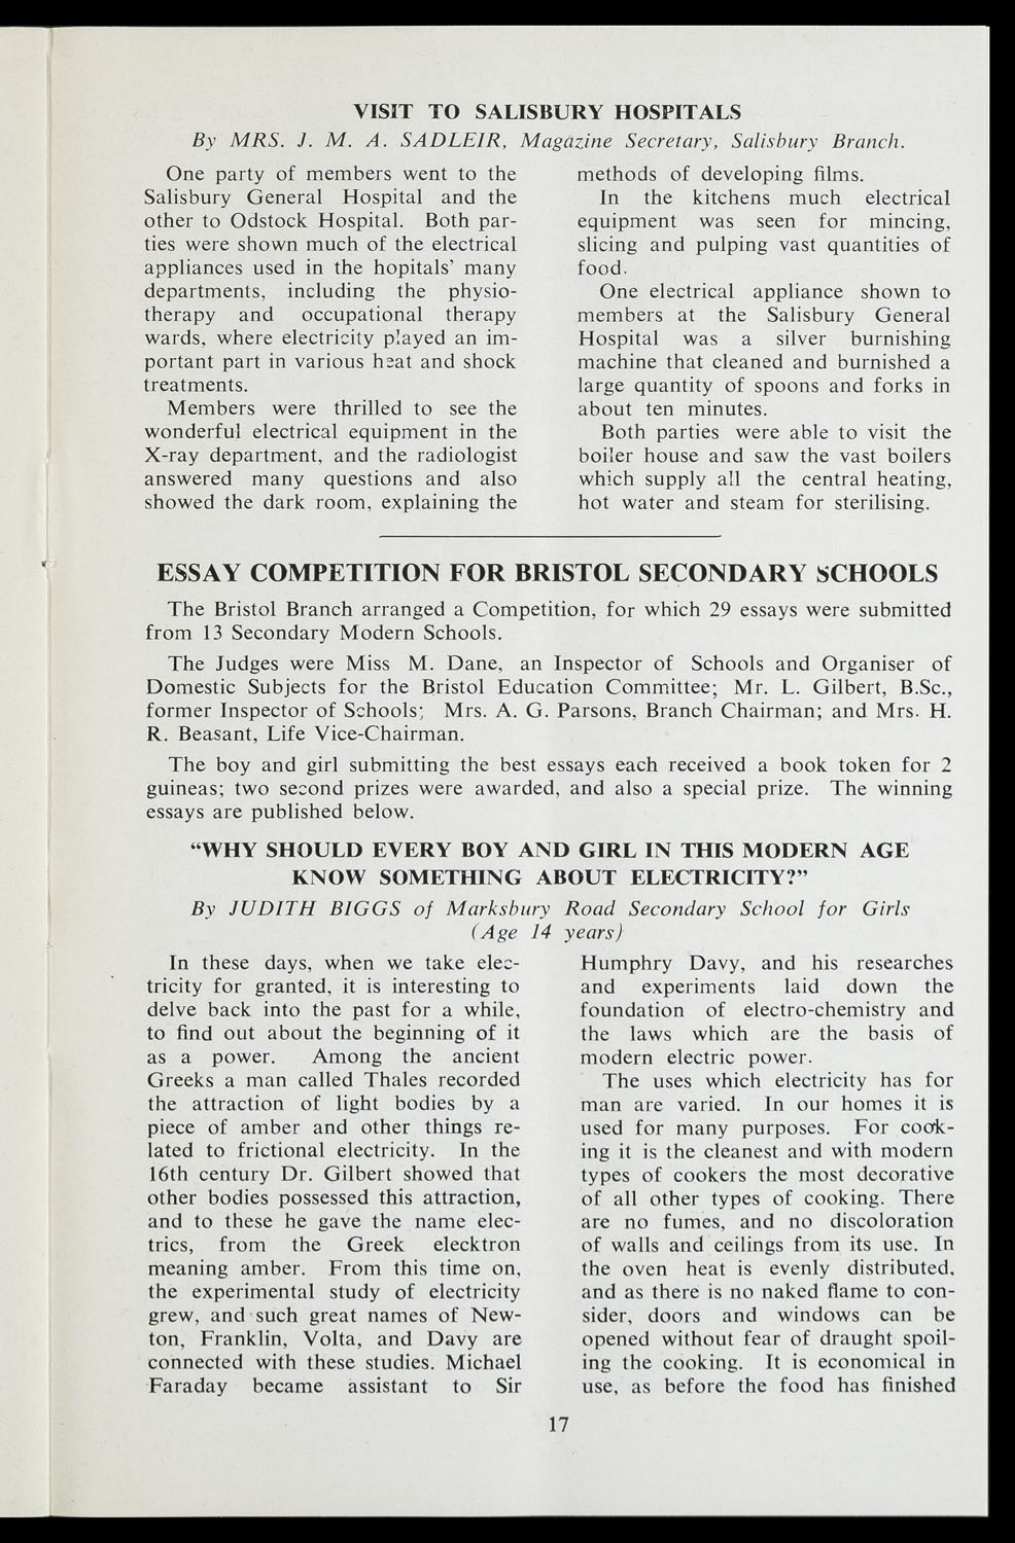 VISIT TO SALISBURY HOSPITALS
By MRS. J. M. A. SADLEIR, Magazine Secretary, Salisbury Branch.
One party of members went to the
Salisbury General Hospital and the
other to Odstock Hospital. Both par-
ties were shown much of the electrical
appliances used in the hopitals' many
departments, including the physio-
therapy and occupational therapy
wards, where electricity played an im-
portant part in various heat and shock
treatments.
Members were thrilled to see the
wonderful electrical equipment in the
X-ray department, and the radiologist
answered many questions and also
showed the dark room, explaining the
methods of developing films.
In the kitchens much electrical
equipment was seen for mincing,
slicing and pulping vast quantities of
food.
One electrical appliance shown to
members at the Salisbury General
Hospital was a silver burnishing
machine that cleaned and burnished a
large quantity of spoons and forks in
about ten minutes.
Both parties were able to visit the
boiler house and saw the vast boilers
which supply all the central heating,
hot water and steam for sterilising.
ESSAY COMPETITION FOR BRISTOL SECONDARY SCHOOLS
The Bristol Branch arranged a Competition, for which 29 essays were submitted
from 13 Secondary Modern Schools.
The Judges were Miss M. Dane, an Inspector of Schools and Organiser of
Domestic Subjects for the Bristol Education Committee; Mr. L. Gilbert, B.Sc.,
former Inspector of Schools; Mrs. A. G. Parsons, Branch Chairman; and Mrs. H.
R. Beasant, Life Vice-Chairman.
The boy and girl submitting the best essays each received a book token for 2
guineas; two second prizes were awarded, and also a special prize. The winning
essays are published below.
"WHY SHOULD EVERY BOY AND GIRL IN THIS MODERN AGE
KNOW SOMETHING ABOUT ELECTRICITY?"
By JUDITH BIGGS of Marksbury Road Secondary School for Girls
(Age 14 years)
In these days, when we take elec-
tricity for granted, it is interesting to
delve back into the past for a while,
to find out about the beginning of it
as a power. Among the ancient
Greeks a man called Thales recorded
the attraction of light bodies by a
piece of amber and other things re-
lated to frictional electricity. In the
16th century Dr. Gilbert showed that
other bodies possessed this attraction,
and to these he gave the name elec-
trics, from the Greek elecktron
meaning amber. From this time on,
the experimental study of electricity
grew, and such great names of New-
ton, Franklin, Volta, and Davy are
connected with these studies. Michael
Faraday became assistant to Sir
Humphry Davy, and his researches
and experiments laid down the
foundation of electro-chemistry and
the laws which are the basis of
modern electric power.
The uses which electricity has for
man are varied. In our homes it is
used for many purposes. For cook-
ing it is the cleanest and with modern
types of cookers the most decorative
of all other types of cooking. There
are no fumes, and no discoloration
of walls and ceilings from its use. In
the oven heat is evenly distributed,
and as there is no naked flame to con-
sider, doors and windows can be
opened without fear of draught spoil-
ing the cooking. It is economical in
use, as before the food has finished
17